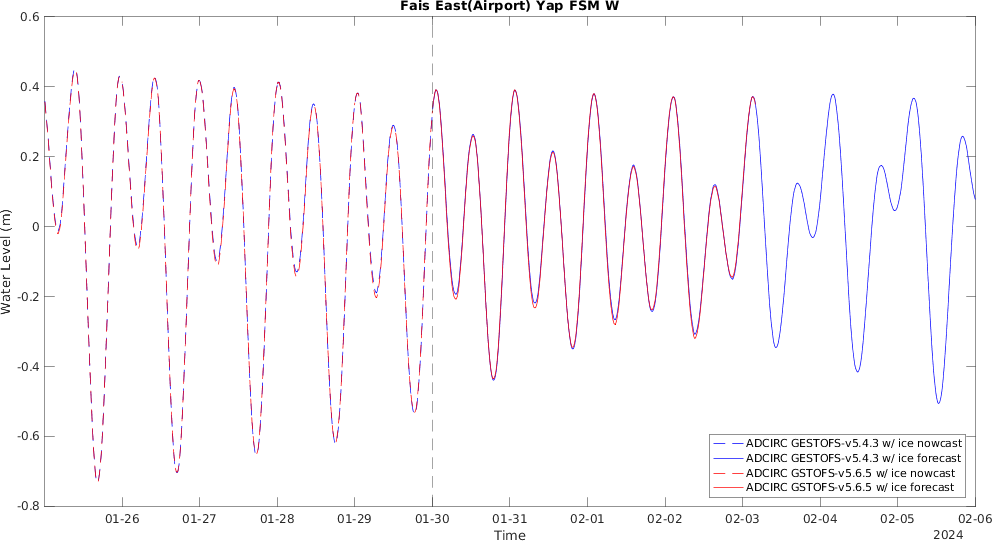 Fais East(Airport) Yap FSM W
0.6
0.4
0.2
0
-0.2
-0.4
-0.6
-0.8
Water Level (m)
ADCIRC GESTOFS-v5.4.3 w/ ice nowcast
ADCIRC GESTOFS-v5.4.3 w/ ice forecast
ADCIRC GSTOFS-v5.6.5 w/ ice nowcast
ADCIRC GSTOFS-v5.6.5 w/ ice forecast
01-26 01-27 01-28 01-29 01-30 01-31 02-01 02-02 02-03 02-04 02-05 02-06
Time
2024